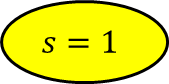 s = 1